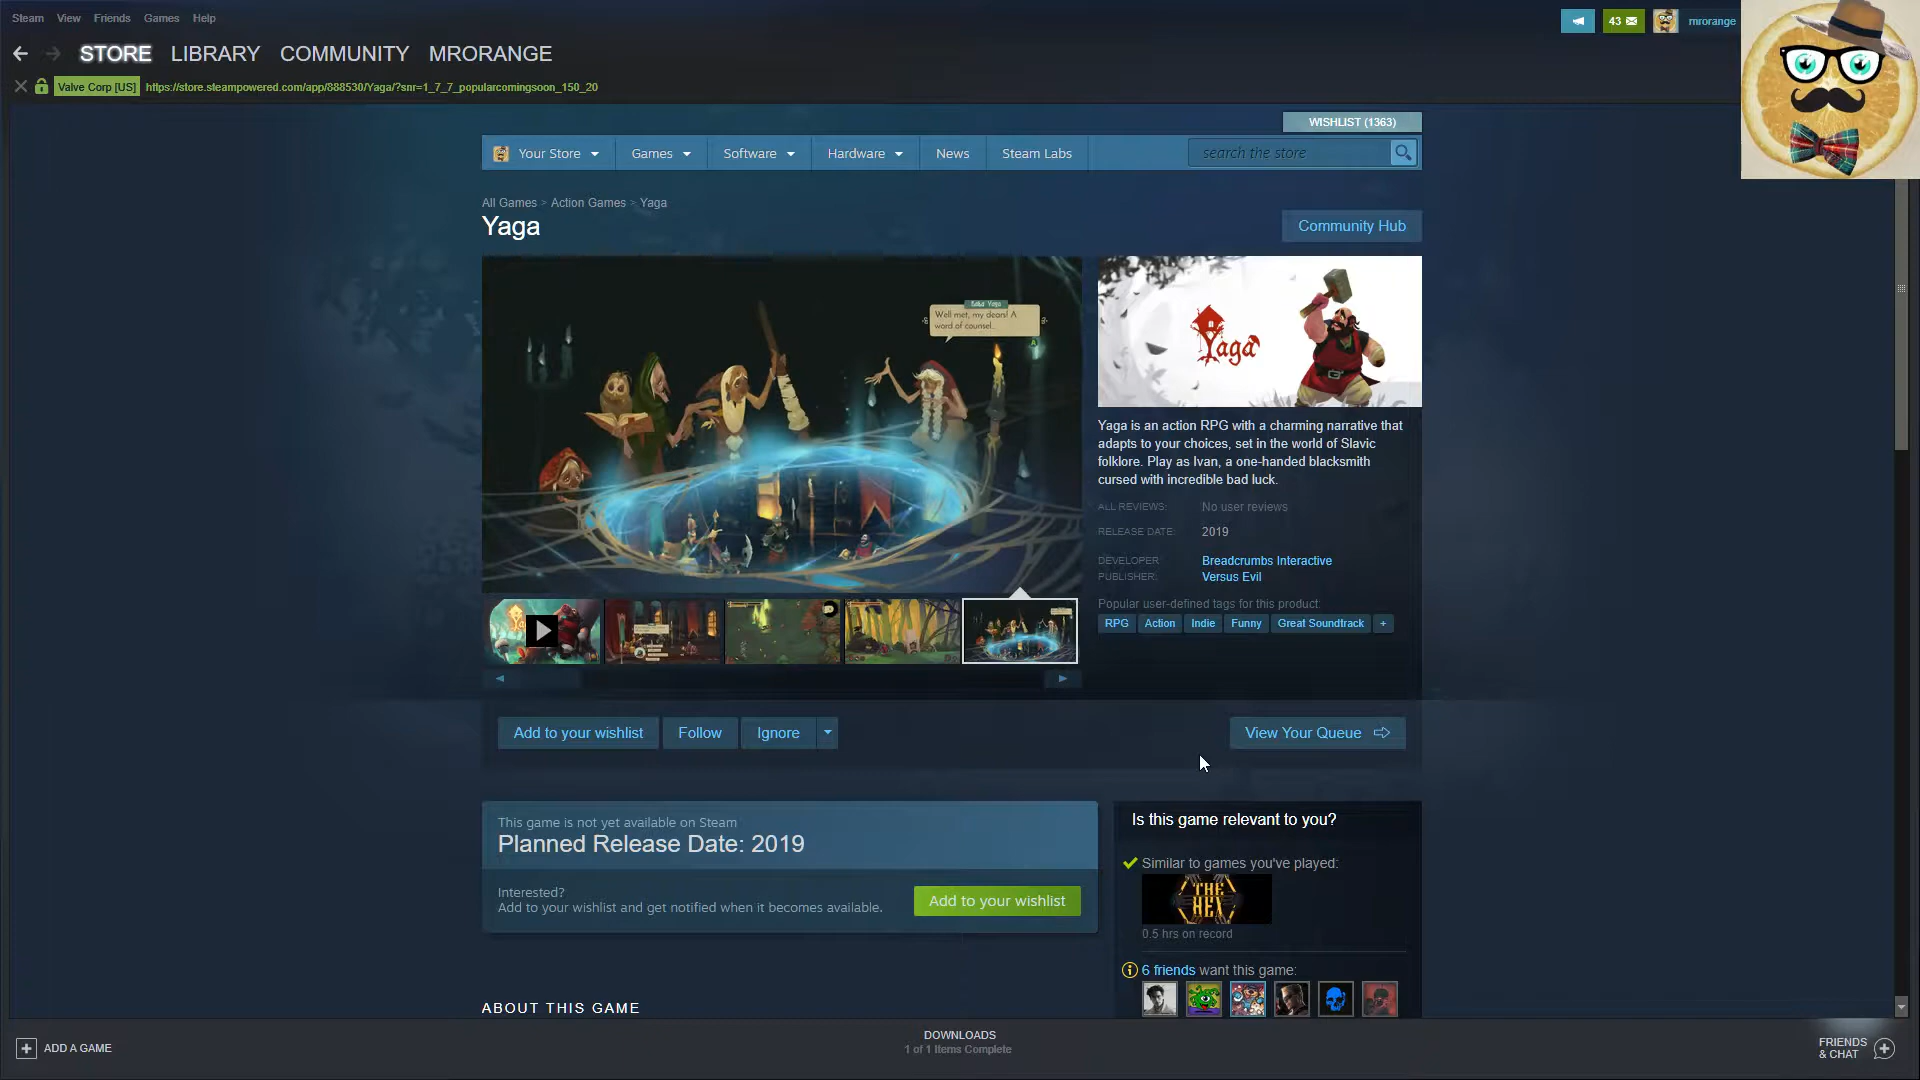 Steam View Friends Games Help
43 mrorange
STORE LIBRARY COMMUNITY MRORANGE
Valve Corp [US] https://store.steampowered.com/app/888530/Yaga/?snr=1_7_7_popularcomingsoon_150_20
WISHLIST (1363)
Your Store Games Software Hardware News Steam Labs search the store
All Games > Action Games > Yaga
Yaga
Community Hub
Baba Yaga
Well met, my dears! A
word of counsel...
Yaga
Yaga is an action RPG with a charming narrative that
adapts to your choices, set in the world of Slavic
folklore. Play as Ivan, a one-handed blacksmith
cursed with incredible bad luck.
ALL REVIEWS: No user reviews
RELEASE DATE: 2019
DEVELOPER: Breadcrumbs Interactive
PUBLISHER: Versus Evil
Popular user-defined tags for this product:
RPG Action Indie Funny Great Soundtrack +
Add to your wishlist Follow Ignore View Your Queue
This game is not yet available on Steam
Planned Release Date: 2019
Interested?
Add to your wishlist and get notified when it becomes available.
Add to your wishlist
Is this game relevant to you?
Similar to games you've played:
THE
HEX
0.5 hrs on record
6 friends want this game:
ABOUT THIS GAME
ADD A GAME
DOWNLOADS
1 of 1 Items Complete
FRIENDS
& CHAT